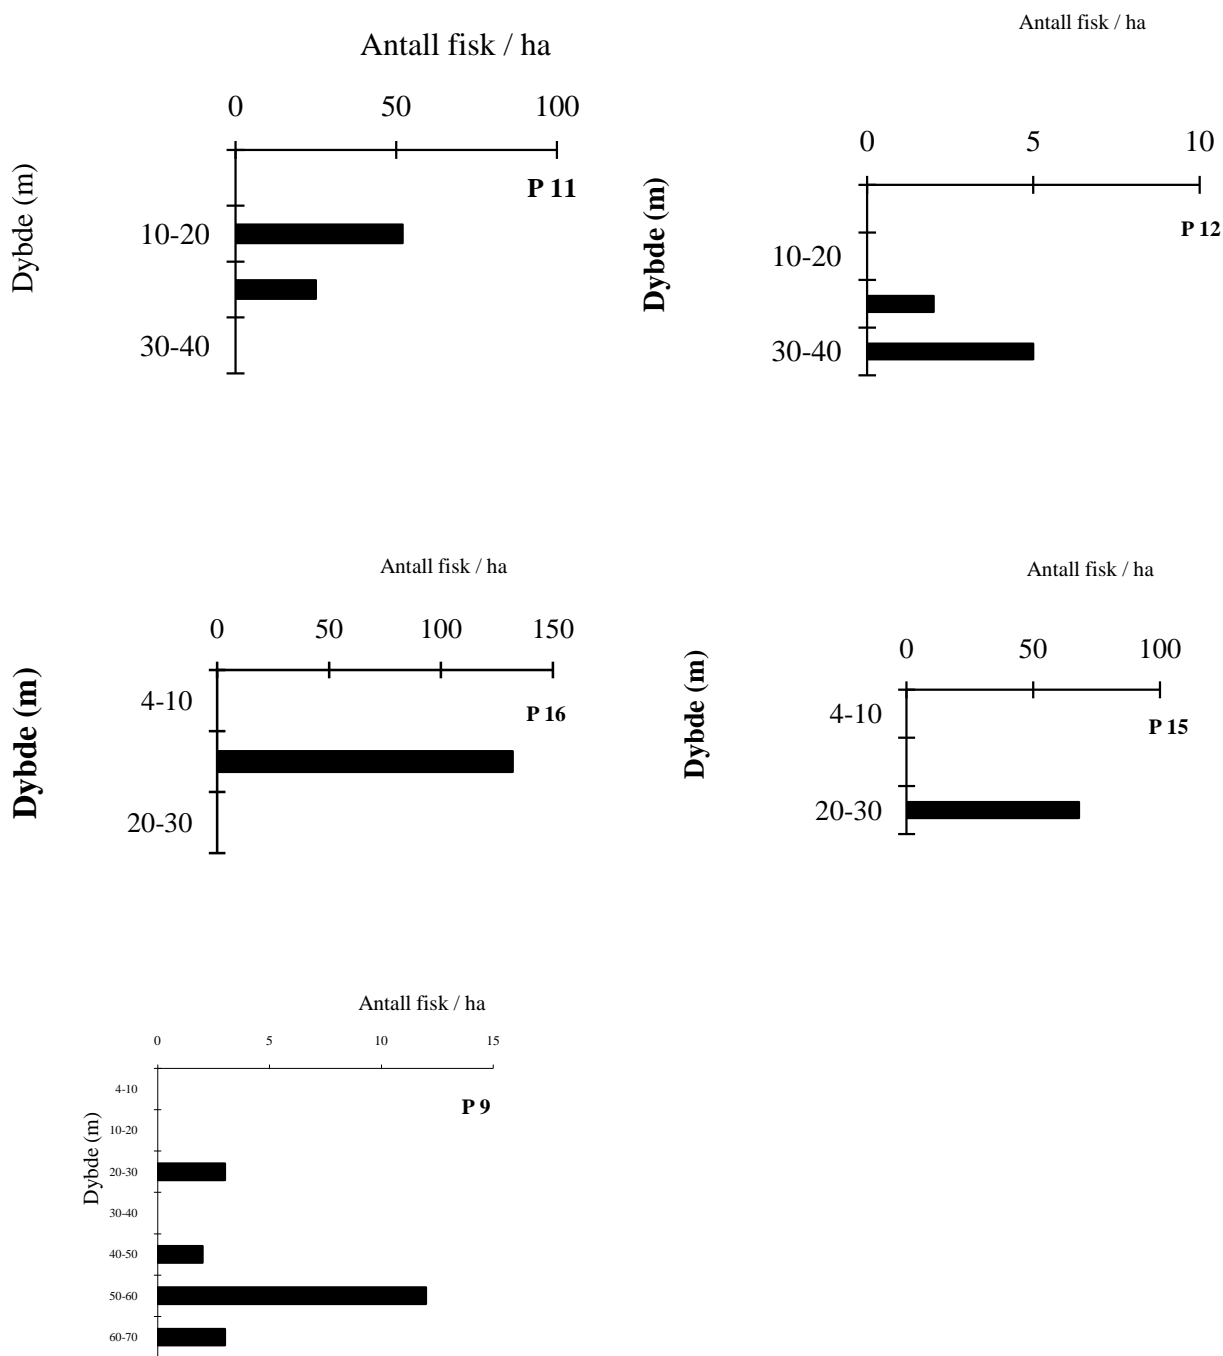 Antall fisk / ha
0 50 100
P 11
Dybde (m)
10-20
30-40
Antall fisk / ha
0 5 10
P 12
Dybde (m)
10-20
30-40
Antall fisk / ha
0 50 100 150
4-10
P 16
Dybde (m)
20-30
Antall fisk / ha
0 50 100
4-10
P 15
Dybde (m)
20-30
Antall fisk / ha
0 5 10 15
4-10
P 9
10-20
Dybde (m)
20-30
30-40
40-50
50-60
60-70